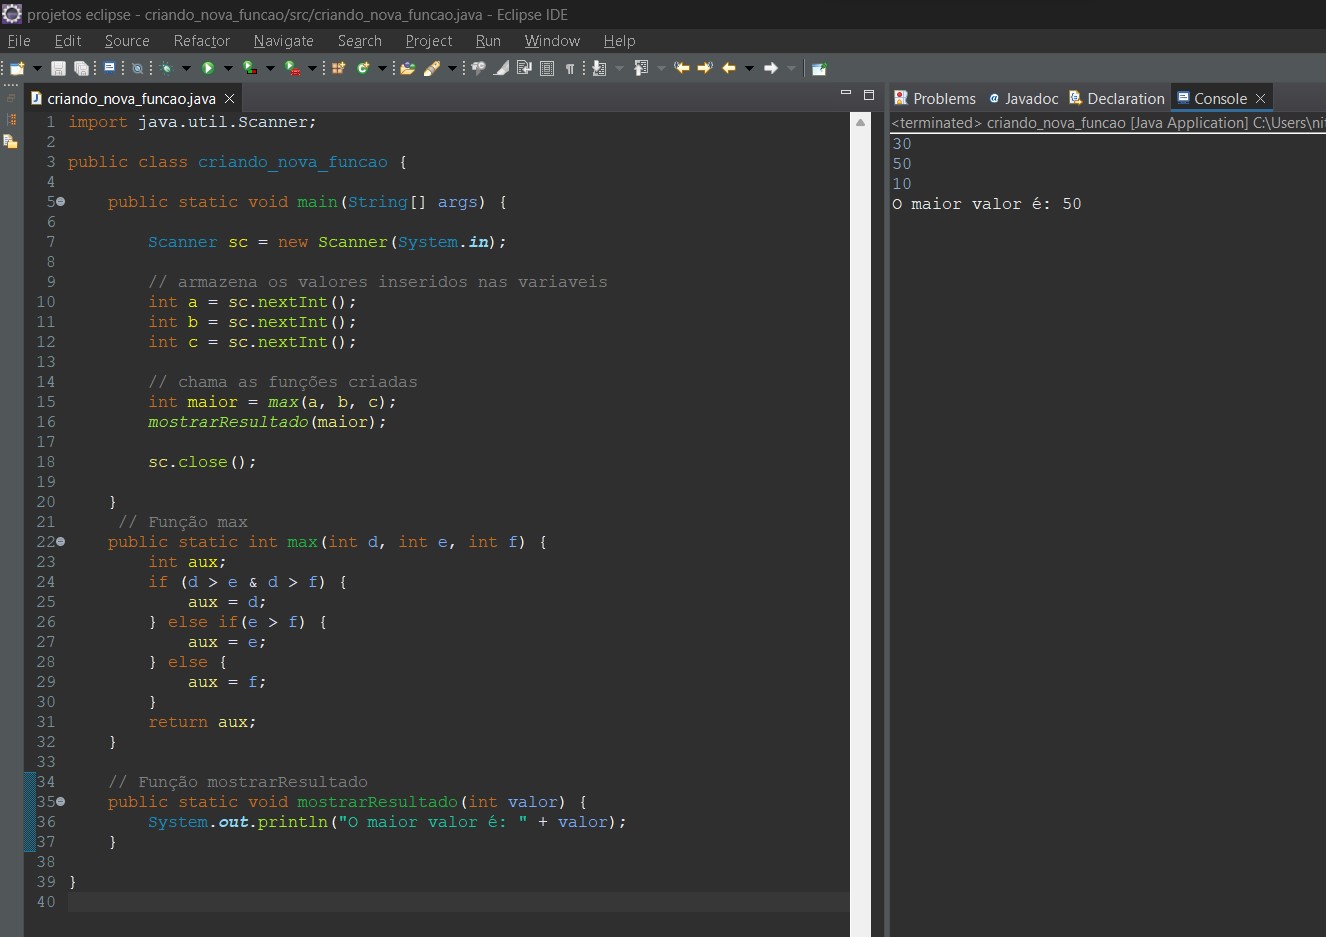 projetos eclipse - criando_nova_funcao/src/criando_nova_funcao.java - Eclipse IDE
File Edit Source Refactor Navigate Search Project Run Window Help
criando_nova_funcao.java
1 import java.util.Scanner;
2
3 public class criando_nova_funcao {
4
5 public static void main(String[] args) {
6
7 Scanner sc = new Scanner(System.in);
8
9 // armazena os valores inseridos nas variaveis
10 int a = sc.nextInt();
11 int b = sc.nextInt();
12 int c = sc.nextInt();
13
14 // chama as funções criadas
15 int maior = max(a, b, c);
16 mostrarResultado(maior);
17
18 sc.close();
19
20 }
21 // Função max
22 public static int max(int d, int e, int f) {
23 int aux;
24 if (d > e & d > f) {
25 aux = d;
26 } else if(e > f) {
27 aux = e;
28 } else {
29 aux = f;
30 }
31 return aux;
32 }
33
34 // Função mostrarResultado
35 public static void mostrarResultado(int valor) {
36 System.out.println("O maior valor é: " + valor);
37 }
38
39 }
40
Problems Javadoc Declaration Console
<terminated> criando_nova_funcao [Java Application] C:\Users\nit
30
50
10
O maior valor é: 50